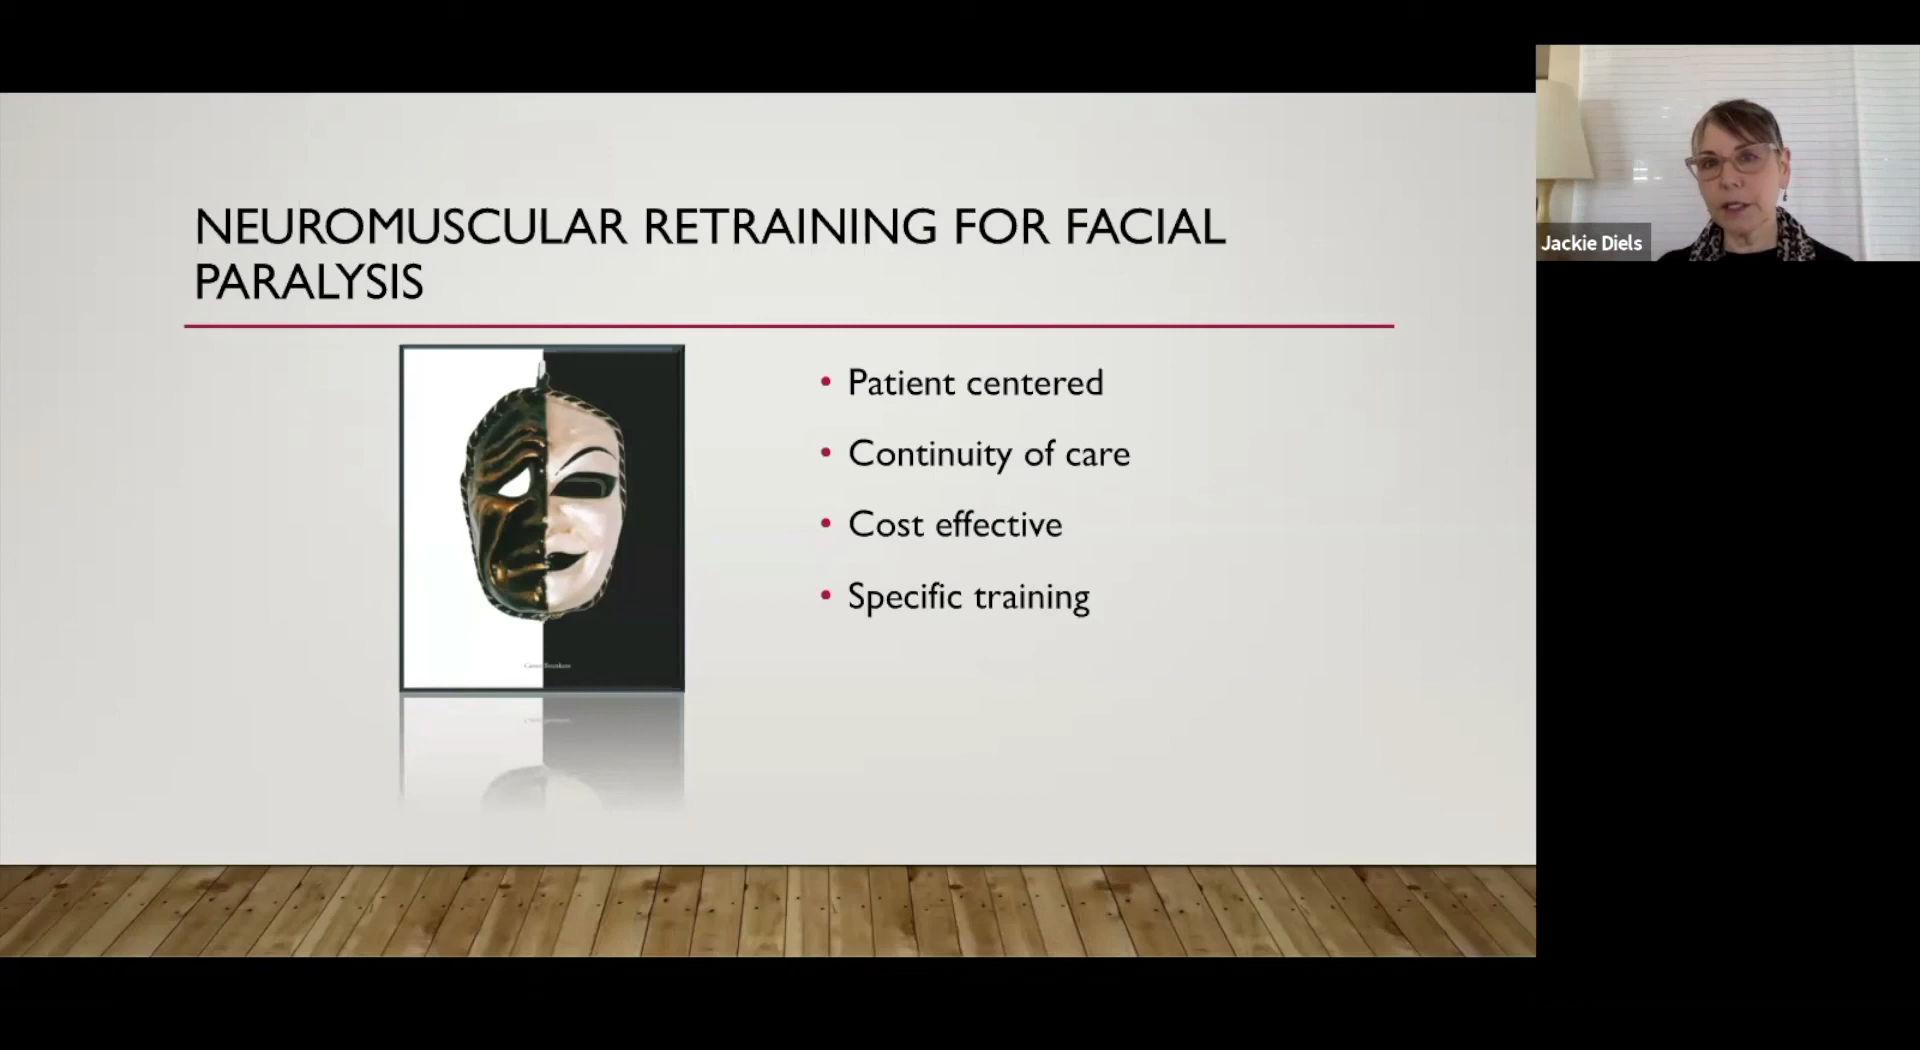 NEUROMUSCULAR RETRAINING FOR FACIAL
PARALYSIS
• Patient centered
• Continuity of care
• Cost effective
• Specific training
Jackie Diels